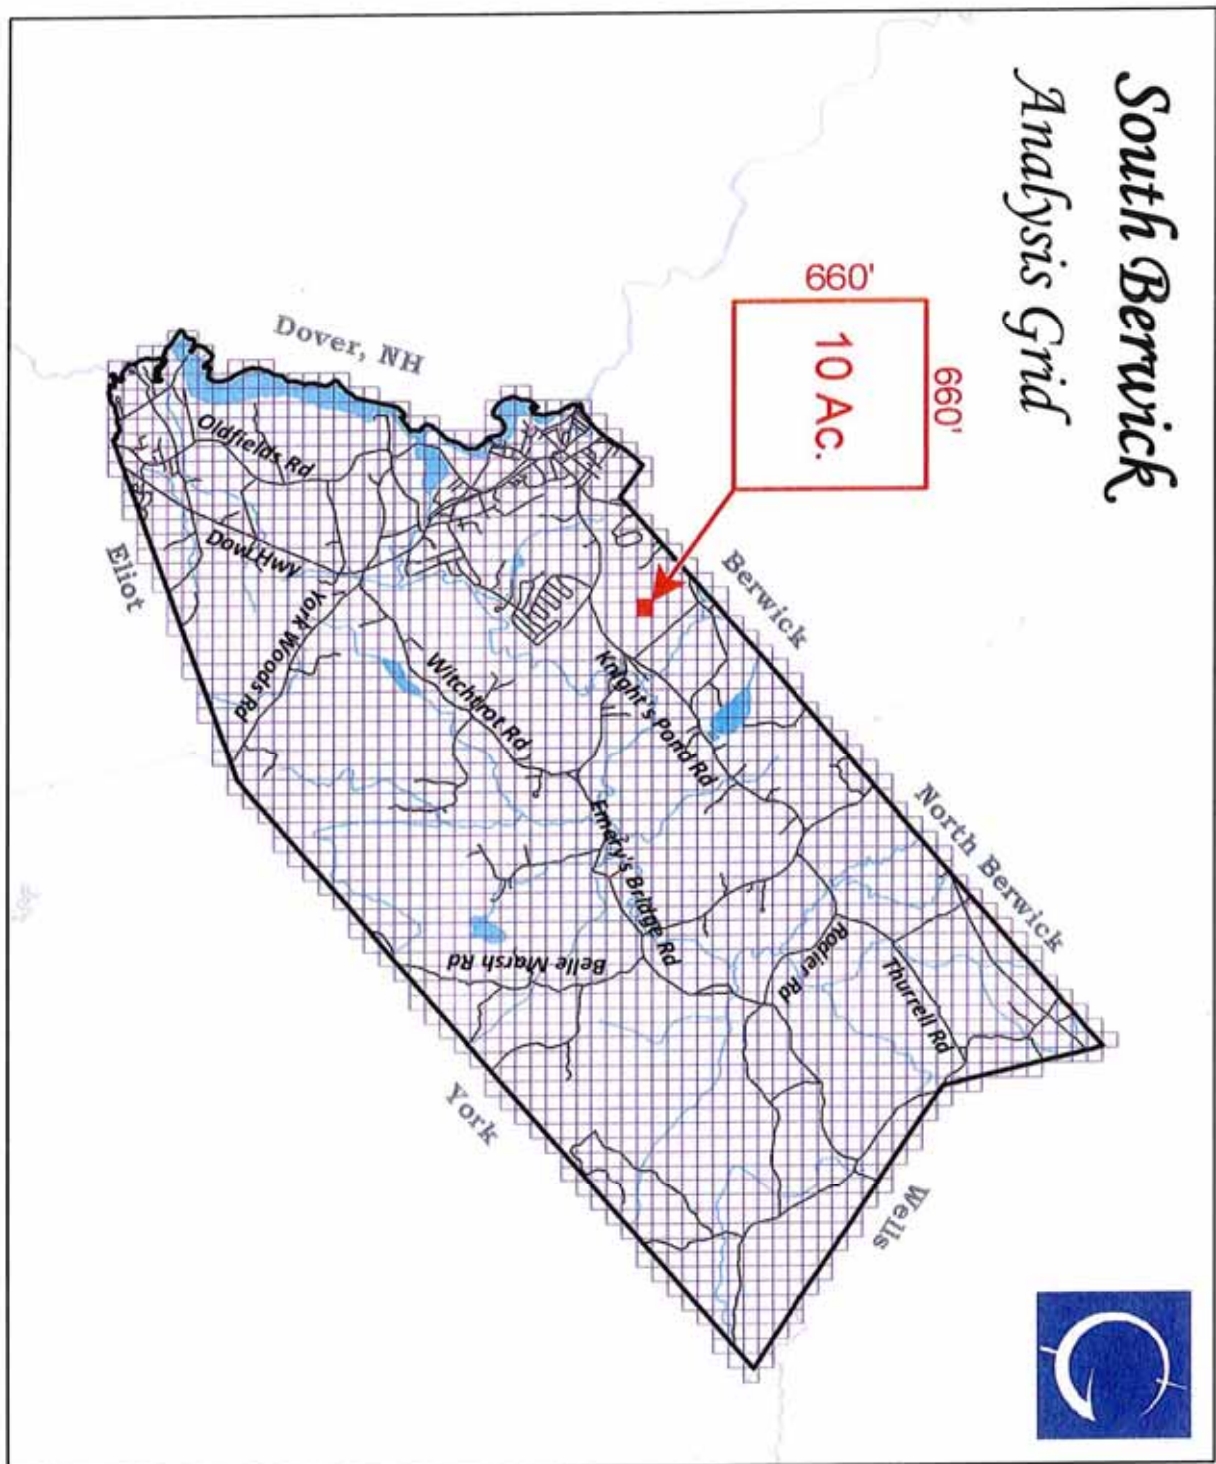 South Berwick
Analysis Grid
660'
660'
10 Ac.
Berwick
North Berwick
Dover, NH
Oldfields Rd
Dow Hwy
York Woods Rd
Witchtrot Rd
Knight's Pond Rd
Emery's Bridge Rd
Belle Marsh Rd
Rodier Rd
Thurrell Rd
Eliot
York
Wells